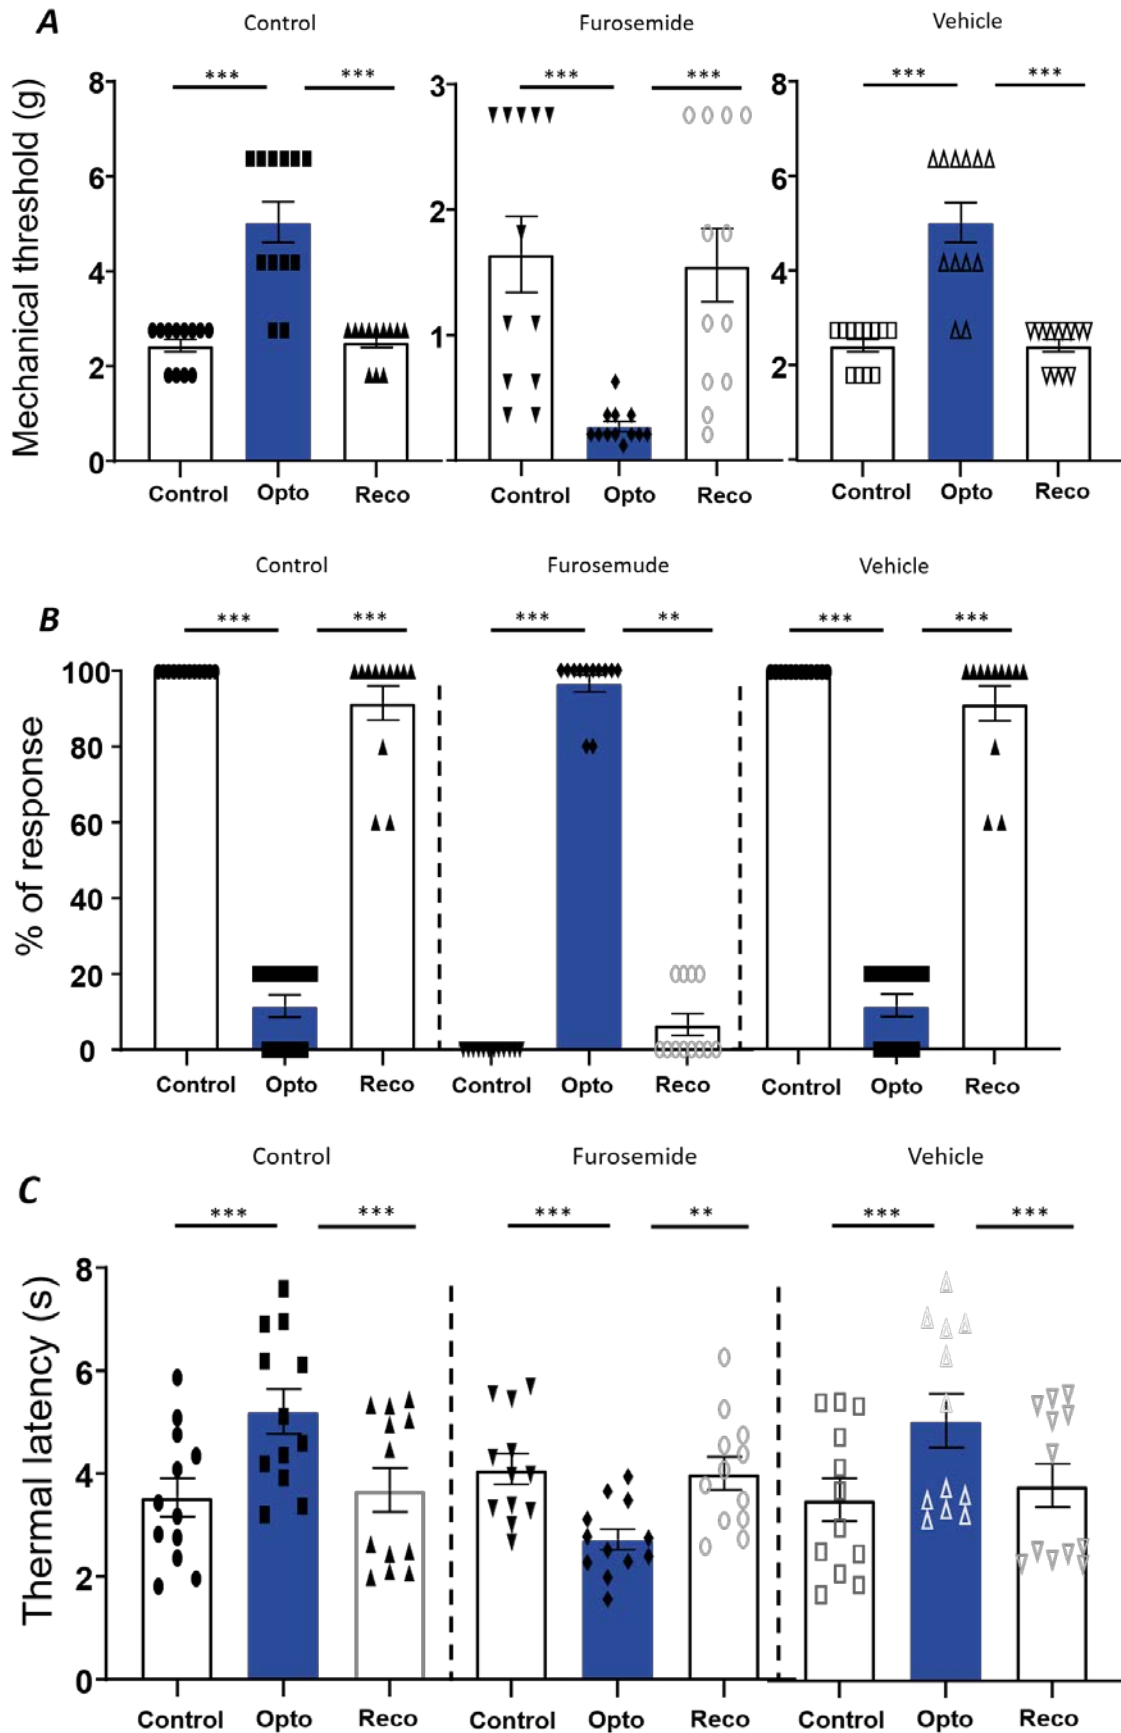 A
Control
Furosemide
Vehicle
*** *** *** *** *** ***
Mechanical threshold (g)
8
6
4
2
0
3
2
1
8
6
4
2
Control Opto Reco
Control Opto Reco
Control Opto Reco
Control
Furosemude
Vehicle
B
*** *** *** ** *** ***
% of response
100
80
60
40
20
0
Control Opto Reco
Control Opto Reco
Control Opto Reco
Control
Furosemide
Vehicle
C
*** *** *** ** *** ***
Thermal latency (s)
8
6
4
2
0
Control Opto Reco
Control Opto Reco
Control Opto Reco